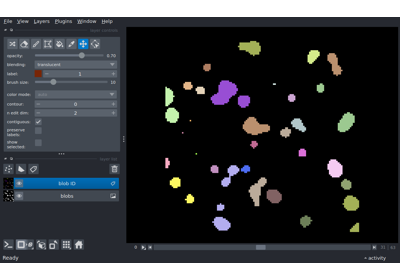 File View Layers Plugins Window Help
opacity: 0.70
blending: translucent
label: 1
brush size: 10
color mode:
contour: 0
n edit dim: 2
contiguous:
preserve labels:
show selected:
blob ID
blobs
0
Ready activity